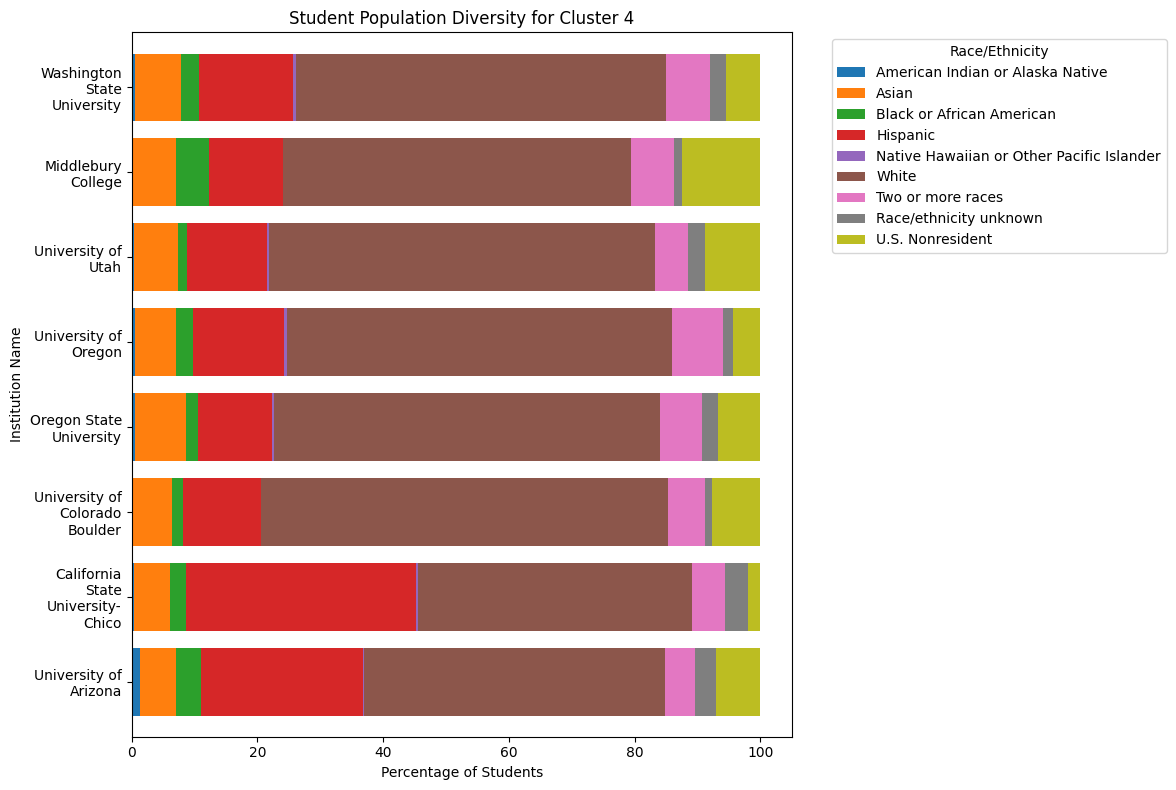 Student Population Diversity for Cluster 4
Institution Name
Washington
State
University
Middlebury
College
University of
Utah
University of
Oregon
Oregon State
University
University of
Colorado
Boulder
California
State
University-
Chico
University of
Arizona
0 20 40 60 80 100
Percentage of Students
Race/Ethnicity
American Indian or Alaska Native
Asian
Black or African American
Hispanic
Native Hawaiian or Other Pacific Islander
White
Two or more races
Race/ethnicity unknown
U.S. Nonresident